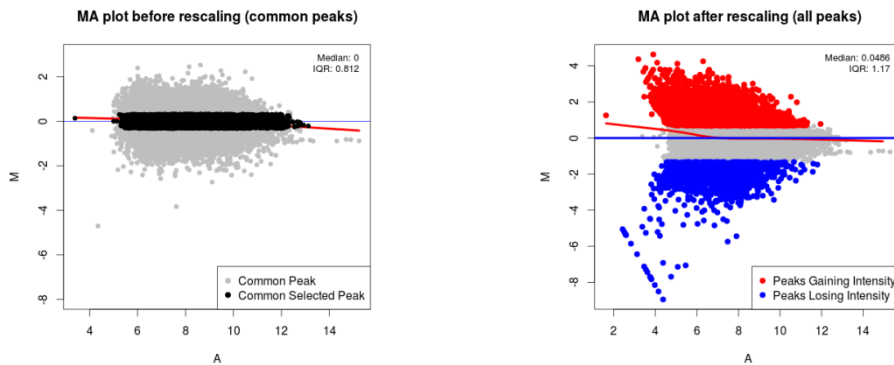 MA plot before rescaling (common peaks)
Median: 0
IQR: 0.812
2
0
-2
-4
-6
-8
M
4
6
8
10
12
14
A
Common Peak
Common Selected Peak
MA plot after rescaling (all peaks)
Median: 0.0486
IQR: 1.17
4
2
0
-2
-4
-6
-8
M
2
4
6
8
10
12
14
A
Peaks Gaining Intensity
Peaks Losing Intensity